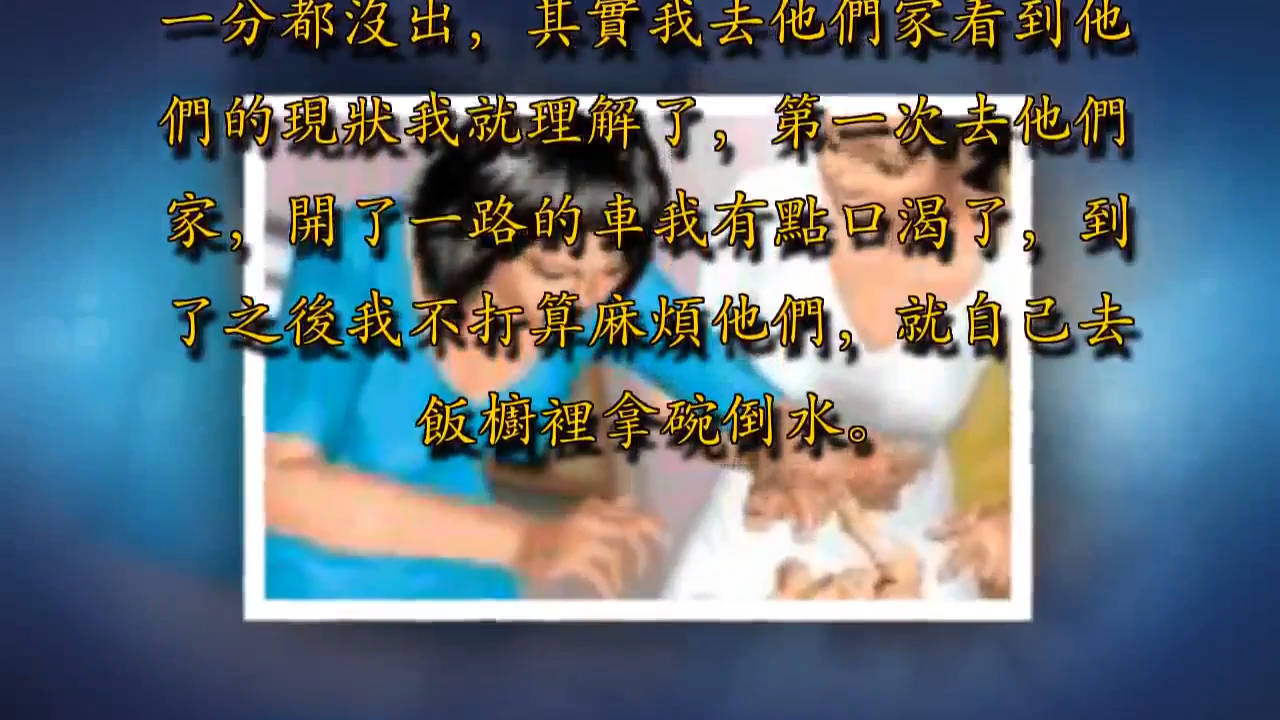 一分都沒出，其實我去他們家看到他
們的現狀我就理解了，第一次去他們
家，開了一路的車我有點口渴了，到
了之後我不打算麻煩他們，就自己去
飯櫥裡拿碗倒水。